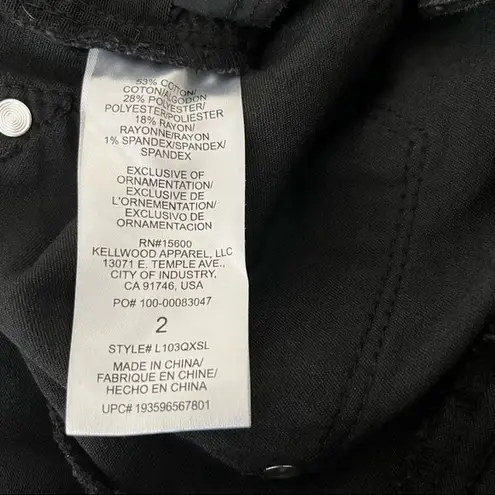 53% COTTON/
COTON/ALGODON
28% POLYESTER/
POLYESTER/POLIESTER
18% RAYON/
RAYONNE/RAYON
1% SPANDEX/SPANDEX/
SPANDEX
EXCLUSIVE OF
ORNAMENTATION/
EXCLUSIVE DE
L'ORNEMENTATION/
EXCLUSIVO DE
ORNAMENTACION
RN#15600
KELLWOOD APPAREL, LLC
13071 E. TEMPLE AVE.,
CITY OF INDUSTRY,
CA 91746, USA
PO# 100-00083047
2
STYLE# L103QXSL
MADE IN CHINA/
FABRIQUE EN CHINE/
HECHO EN CHINA
UPC# 193596567801